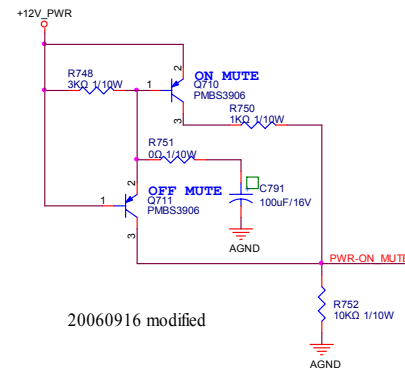 +12V_PWR
R748
3KΩ 1/10W
1
2
3
ON MUTE
Q710
PMBS3906
R750
1KΩ 1/10W
R751
0Ω 1/10W
1
2
3
OFF MUTE
Q711
PMBS3906
C791
100uF/16V
AGND
PWR-ON_MUTE
R752
10KΩ 1/10W
AGND
20060916 modified